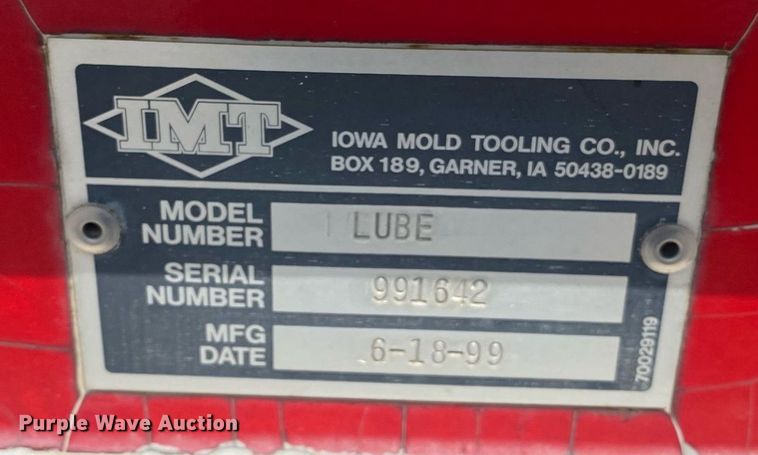 IMT
IOWA MOLD TOOLING CO., INC.
BOX 189, GARNER, IA 50438-0189
MODEL
NUMBER
LUBE
SERIAL
NUMBER
991642
MFG
DATE
6-18-99
70029119
Purple Wave Auction